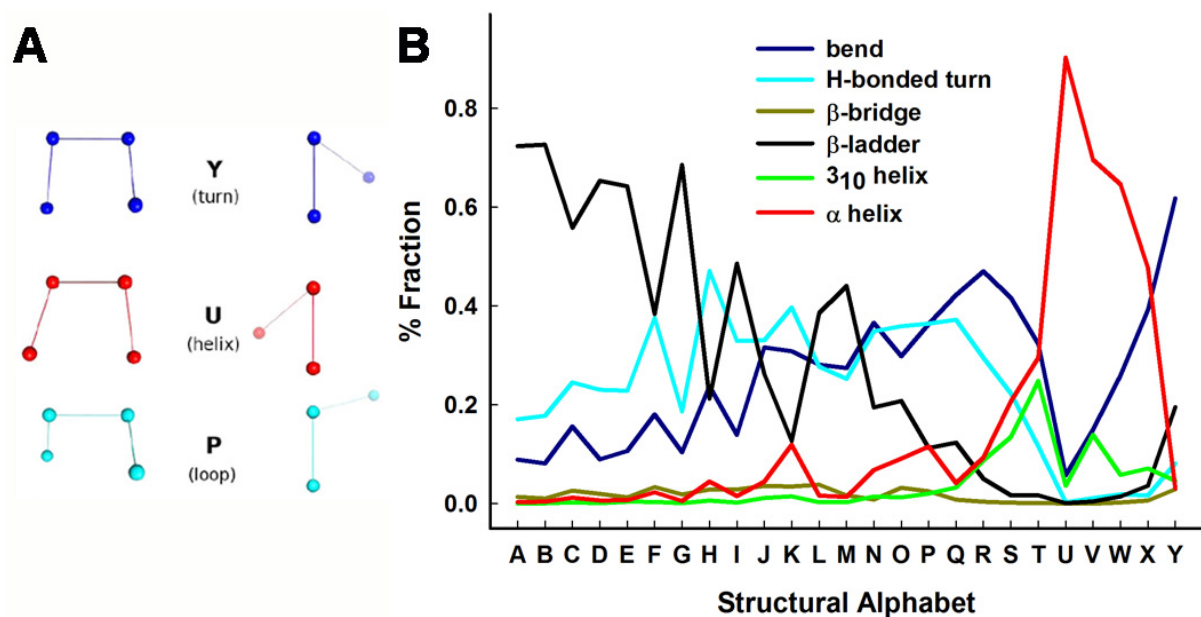 A
Y
(turn)
U
(helix)
P
(loop)
B
bend
H-bonded turn
β-bridge
β-ladder
3₁₀ helix
α helix
% Fraction
0.8
0.6
0.4
0.2
0.0
A B C D E F G H I J K L M N O P Q R S T U V W X Y
Structural Alphabet